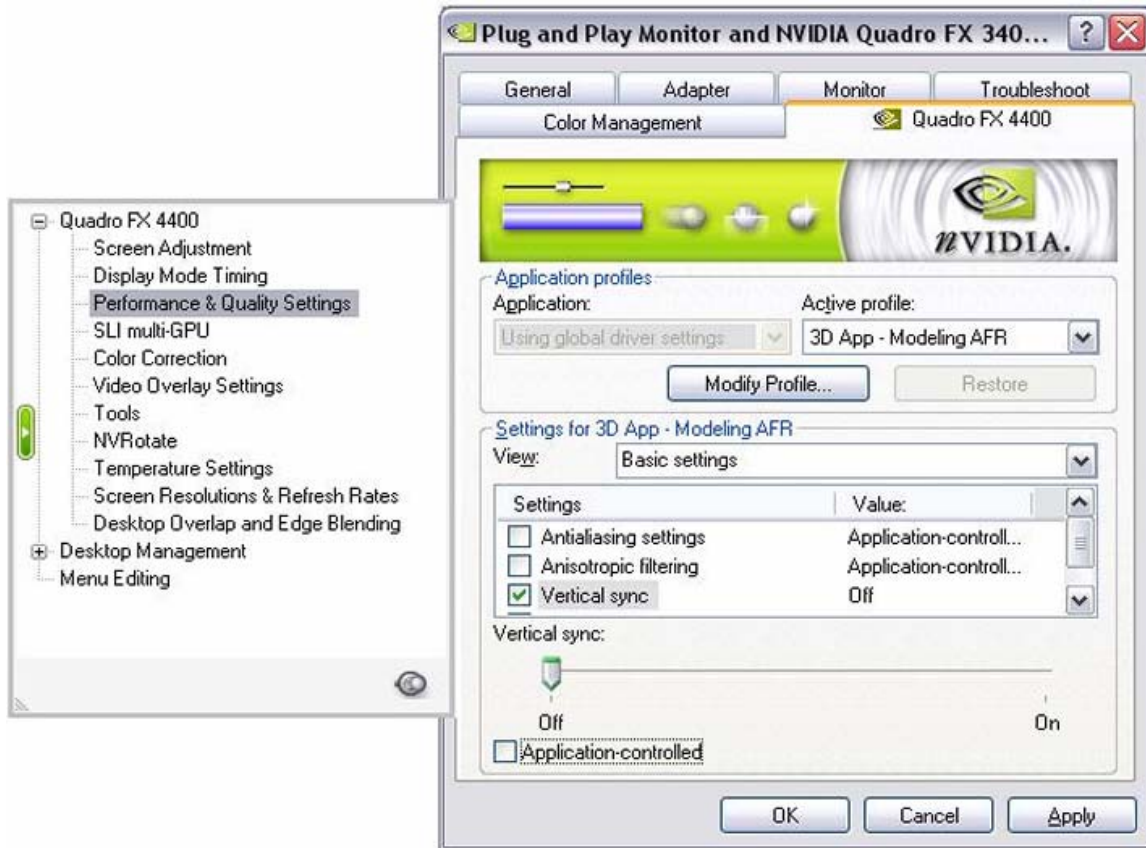 Plug and Play Monitor and NVIDIA Quadro FX 340...
General Adapter Monitor Troubleshoot
Color Management Quadro FX 4400
nVIDIA.
Application profiles
Application: Active profile:
Using global driver settings 3D App - Modeling AFR
Modify Profile... Restore
Settings for 3D App - Modeling AFR
View: Basic settings
Settings Value:
Antialiasing settings Application-controll...
Anisotropic filtering Application-controll...
Vertical sync Off
Vertical sync:
Off On
Application-controlled
OK Cancel Apply
Quadro FX 4400
Screen Adjustment
Display Mode Timing
Performance & Quality Settings
SLI multi-GPU
Color Correction
Video Overlay Settings
Tools
NVRotate
Temperature Settings
Screen Resolutions & Refresh Rates
Desktop Overlap and Edge Blending
Desktop Management
Menu Editing